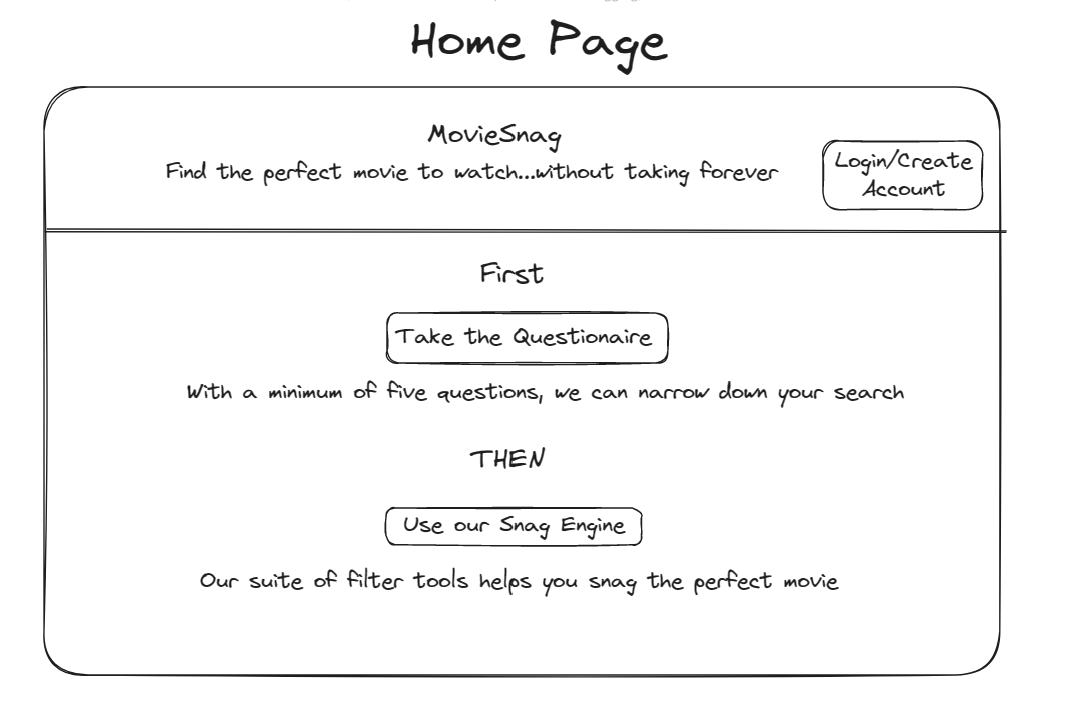 Home Page
MovieSnag
Find the perfect movie to watch...without taking forever
Login/Create
Account
First
Take the Questionaire
With a minimum of five questions, we can narrow down your search
THEN
Use our Snag Engine
Our suite of filter tools helps you snag the perfect movie